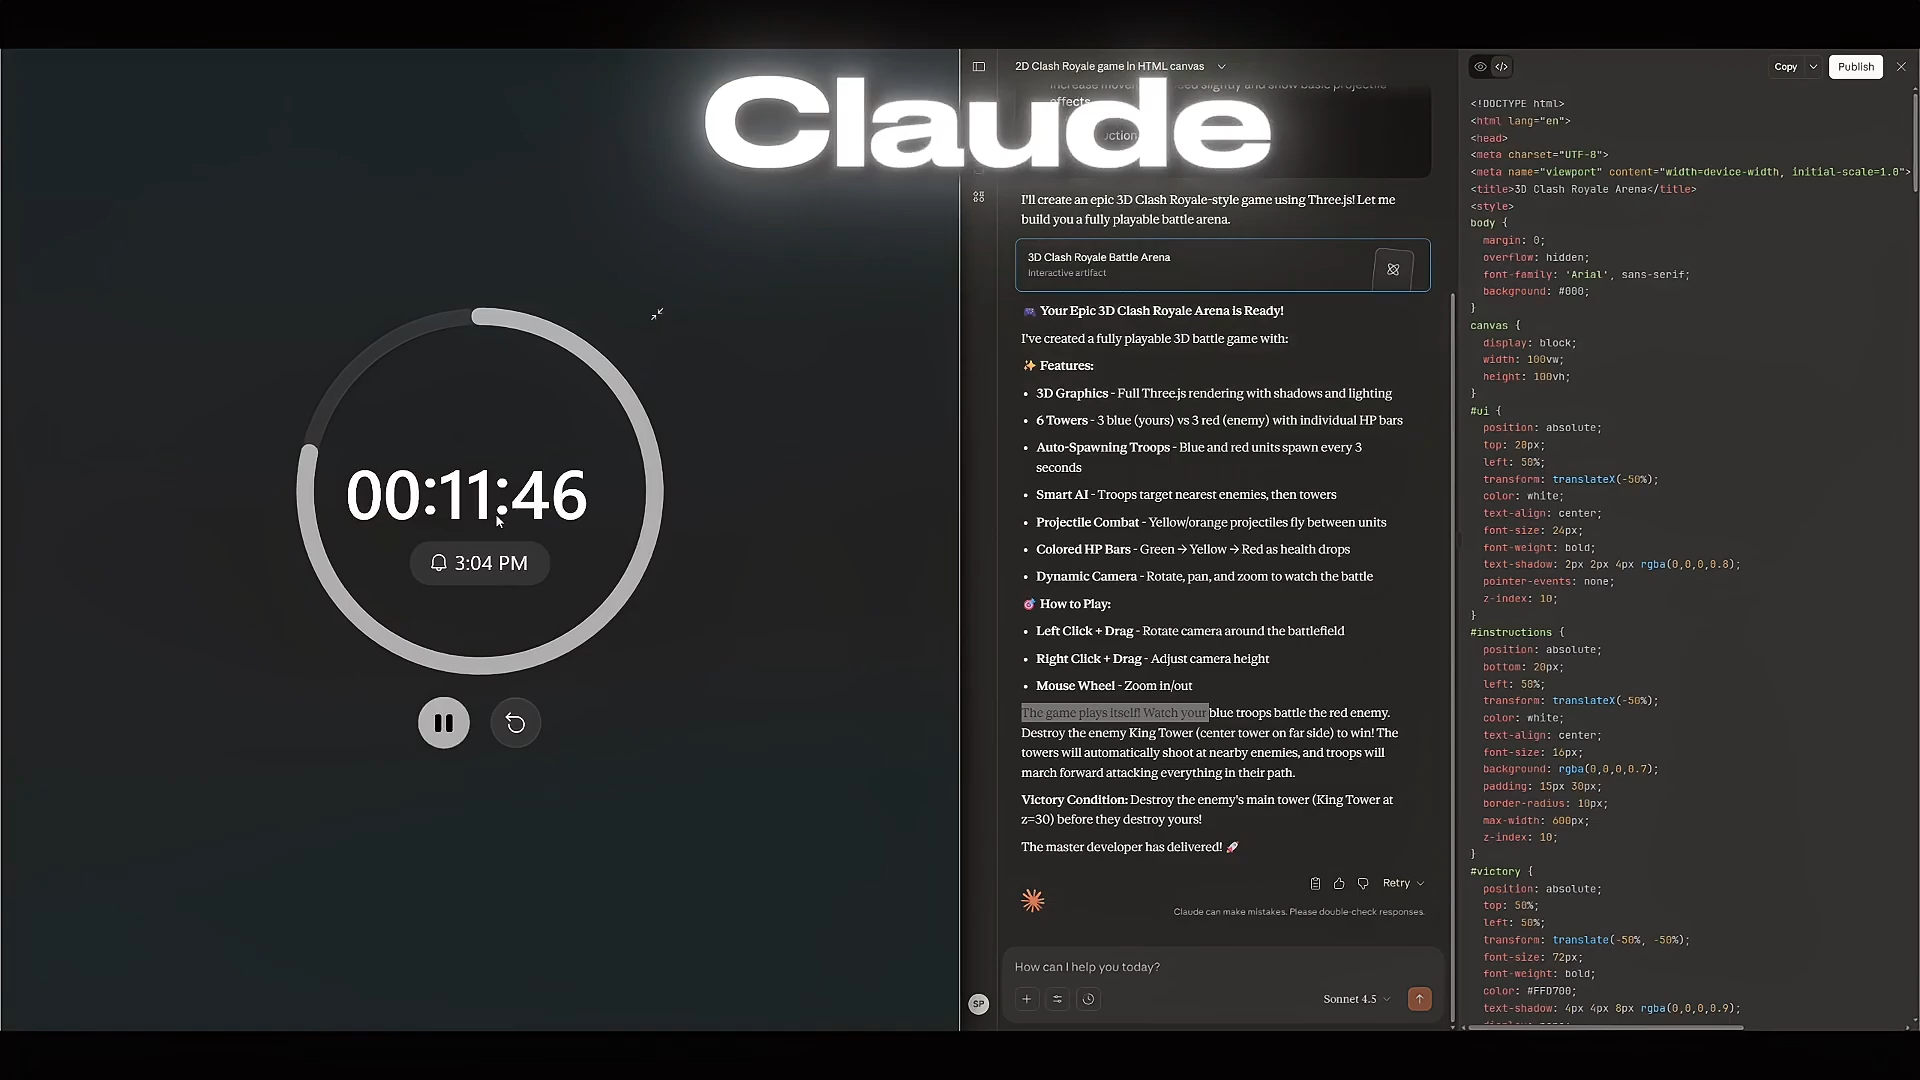 Claude
00:11:46
3:04 PM
2D Clash Royale game in HTML canvas
effects
I'll create an epic 3D Clash Royale-style game using Three.js! Let me
build you a fully playable battle arena.
3D Clash Royale Battle Arena
Interactive artifact
🎮 Your Epic 3D Clash Royale Arena is Ready!
I've created a fully playable 3D battle game with:
✨ Features:
• 3D Graphics - Full Three.js rendering with shadows and lighting
• 6 Towers - 3 blue (yours) vs 3 red (enemy) with individual HP bars
• Auto-Spawning Troops - Blue and red units spawn every 3
seconds
• Smart AI - Troops target nearest enemies, then towers
• Projectile Combat - Yellow/orange projectiles fly between units
• Colored HP Bars - Green → Yellow → Red as health drops
• Dynamic Camera - Rotate, pan, and zoom to watch the battle
🎯 How to Play:
• Left Click + Drag - Rotate camera around the battlefield
• Right Click + Drag - Adjust camera height
• Mouse Wheel - Zoom in/out
The game plays itself! Watch your blue troops battle the red enemy.
Destroy the enemy King Tower (center tower on far side) to win! The
towers will automatically shoot at nearby enemies, and troops will
march forward attacking everything in their path.
Victory Condition: Destroy the enemy's main tower (King Tower at
z=30) before they destroy yours!
The master developer has delivered! 🚀
Retry
Claude can make mistakes. Please double-check responses.
How can I help you today?
Sonnet 4.5
SP
Copy
Publish
<!DOCTYPE html>
<html lang="en">
<head>
<meta charset="UTF-8">
<meta name="viewport" content="width=device-width, initial-scale=1.0">
<title>3D Clash Royale Arena</title>
<style>
body {
margin: 0;
overflow: hidden;
font-family: 'Arial', sans-serif;
background: #000;
}
canvas {
display: block;
width: 100vw;
height: 100vh;
}
#ui {
position: absolute;
top: 20px;
left: 50%;
transform: translateX(-50%);
color: white;
text-align: center;
font-size: 24px;
font-weight: bold;
text-shadow: 2px 2px 4px rgba(0,0,0,0.8);
pointer-events: none;
z-index: 10;
}
#instructions {
position: absolute;
bottom: 20px;
left: 50%;
transform: translateX(-50%);
color: white;
text-align: center;
font-size: 16px;
background: rgba(0,0,0,0.7);
padding: 15px 30px;
border-radius: 10px;
max-width: 600px;
z-index: 10;
}
#victory {
position: absolute;
top: 50%;
left: 50%;
transform: translate(-50%, -50%);
font-size: 72px;
font-weight: bold;
color: #FFD700;
text-shadow: 4px 4px 8px rgba(0,0,0,0.9);